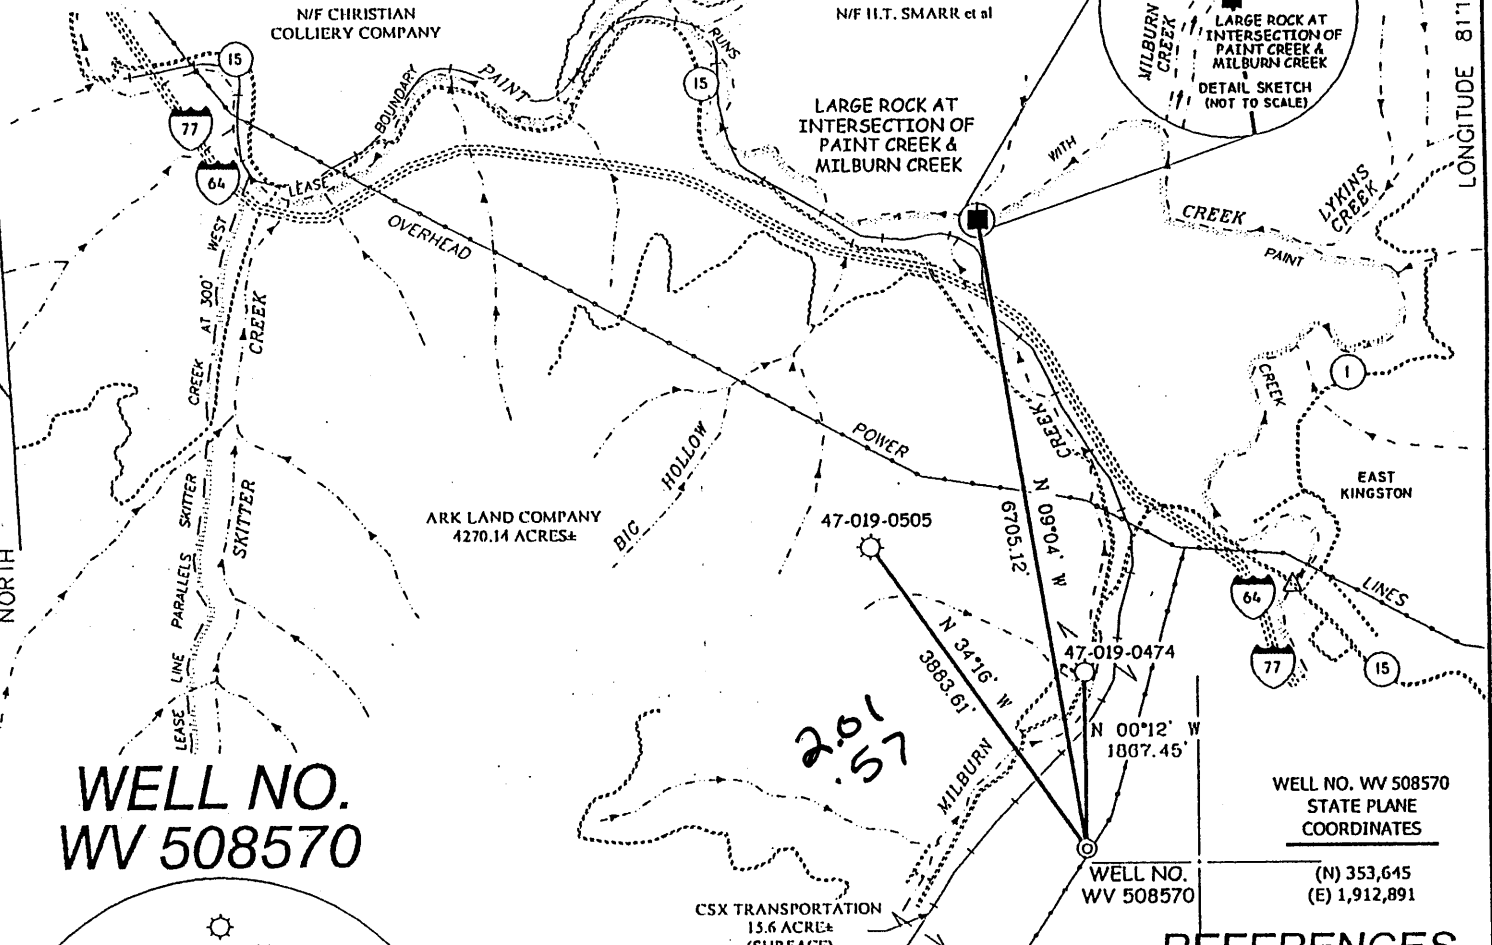 N/F CHRISTIAN
COLLIERY COMPANY
N/F H.T. SMARR et al
MILBURN
CREEK
LARGE ROCK AT
INTERSECTION OF
PAINT CREEK &
MILBURN CREEK
DETAIL SKETCH
(NOT TO SCALE)
LONGITUDE 81°
15
77
64
LEASE
BOUNDARY
PAINT
RUNS
15
LARGE ROCK AT
INTERSECTION OF
PAINT CREEK &
MILBURN CREEK
WITH
CREEK
PAINT
LYKINS
CREEK
OVERHEAD
POWER
LINES
WEST
AT 300'
CREEK
SKITTER
PARALLELS
LINE
LEASE
CREEK
SKITTER
NORTH
BIG HOLLOW
ARK LAND COMPANY
4270.14 ACRES±
47-019-0505
N 34°16' W
3883.61'
CREEK
N 09°04' W
6705.12'
CREEK
1
EAST
KINGSTON
64
77
15
47-019-0474
N 00°12' W
1867.45'
2.01
.57
MILBURN
WELL NO.
WV 508570
WELL NO. WV 508570
STATE PLANE
COORDINATES
(N) 353,645
(E) 1,912,891
WELL NO.
WV 508570
CSX TRANSPORTATION
15.6 ACRE±
(SURFACE)
REFERENCES